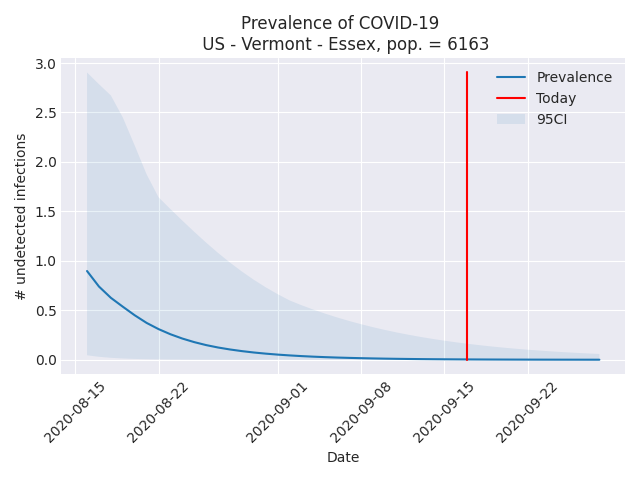 Prevalence of COVID-19
US - Vermont - Essex, pop. = 6163
3.0
2.5
2.0
1.5
1.0
0.5
0.0
# undetected infections
Prevalence
Today
95CI
2020-08-15
2020-08-22
2020-09-01
2020-09-08
2020-09-15
2020-09-22
Date